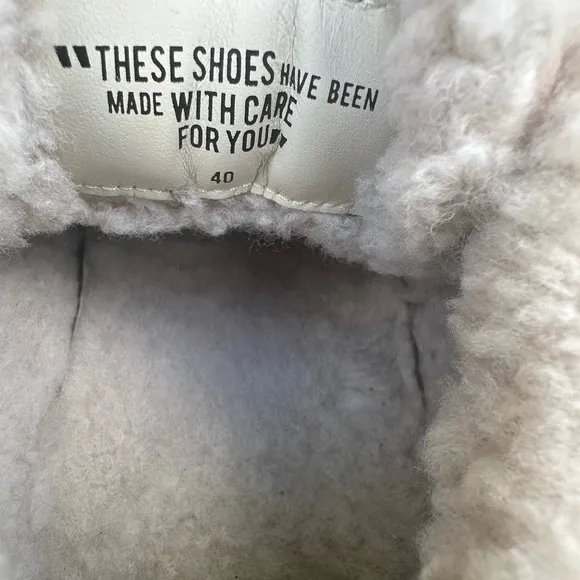 "THESE SHOES HAVE BEEN
MADE WITH CARE
FOR YOU"
40